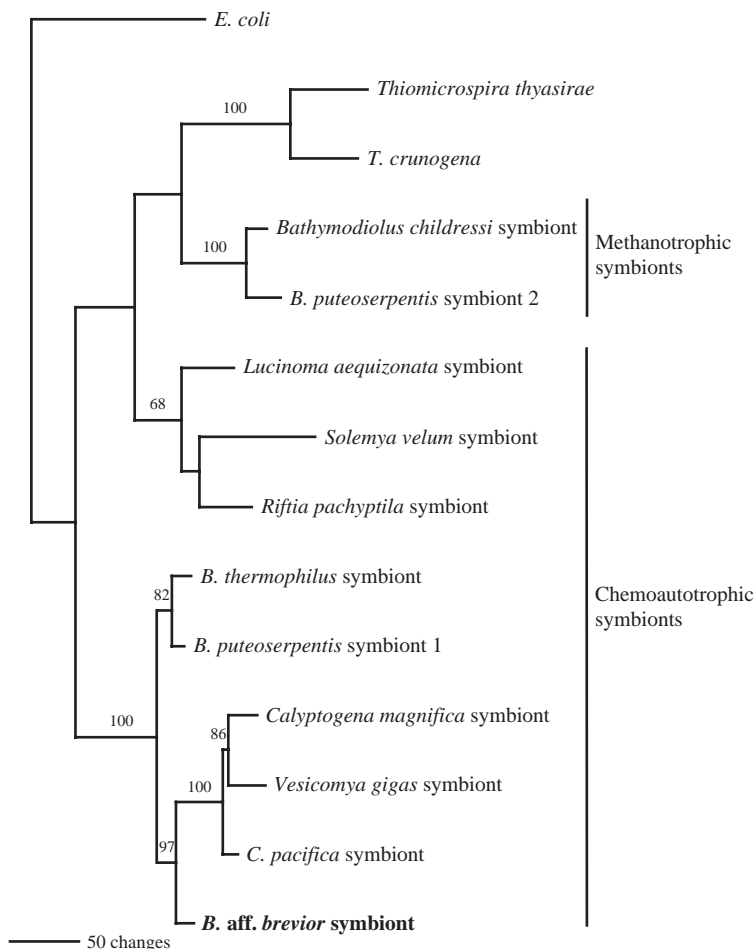 E. coli
Thiomicrospira thyasirae
100
T. crunogena
Bathymodiolus childressi symbiont
100
Methanotrophic
symbionts
B. puteoserpentis symbiont 2
Lucinoma aequizonata symbiont
68
Solemya velum symbiont
Riftia pachyptila symbiont
B. thermophilus symbiont
82
Chemoautotrophic
symbionts
B. puteoserpentis symbiont 1
100
Calyptogena magnifica symbiont
86
Vesicomya gigas symbiont
100
C. pacifica symbiont
97
B. aff. brevior symbiont
50 changes